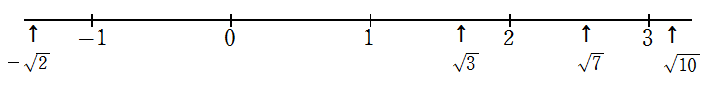 ↑ -1 0 1 ↑ 2 ↑ 3 ↑
-√2 √3 √7 √10